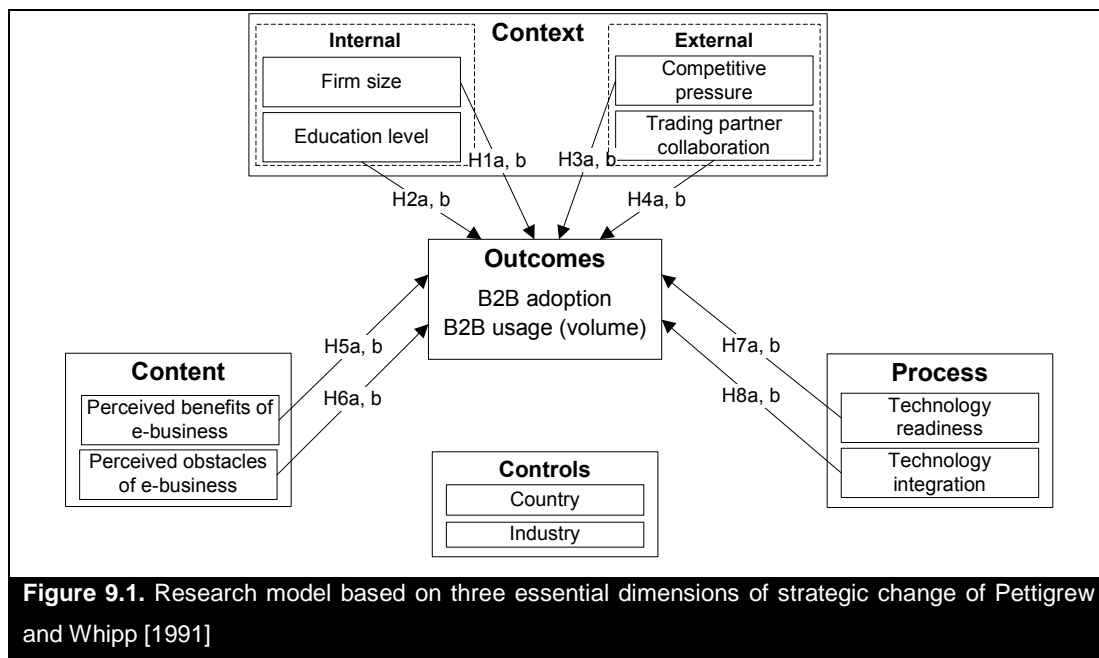 Context
Internal
Firm size
Education level
External
Competitive
pressure
Trading partner
collaboration
H1a, b
H3a, b
H2a, b
H4a, b
Outcomes
B2B adoption
B2B usage (volume)
H5a, b
H6a, b
H7a, b
H8a, b
Content
Perceived benefits of
e-business
Perceived obstacles
of e-business
Process
Technology
readiness
Technology
integration
Controls
Country
Industry
Figure 9.1. Research model based on three essential dimensions of strategic change of Pettigrew
and Whipp [1991]